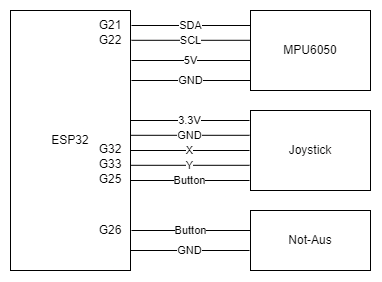 G21 SDA
G22 SCL
5V
GND
MPU6050
ESP32
3.3V
GND
G32 X
G33 Y
G25 Button
Joystick
G26 Button
GND
Not-Aus